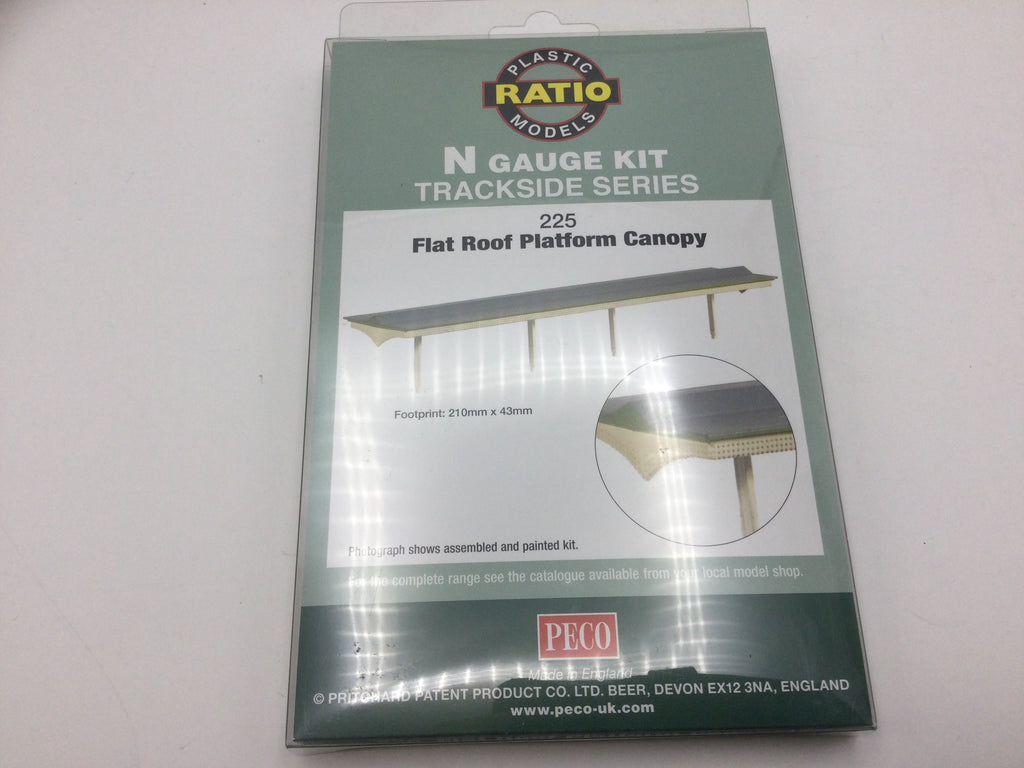 PLASTIC
RATIO
MODELS
N GAUGE KIT
TRACKSIDE SERIES
225
Flat Roof Platform Canopy
Footprint: 210mm x 43mm
Photograph shows assembled and painted kit.
For the complete range see the catalogue available from your local model shop.
PECO
Made in England
© PRITCHARD PATENT PRODUCT CO. LTD. BEER, DEVON EX12 3NA, ENGLAND
www.peco-uk.com